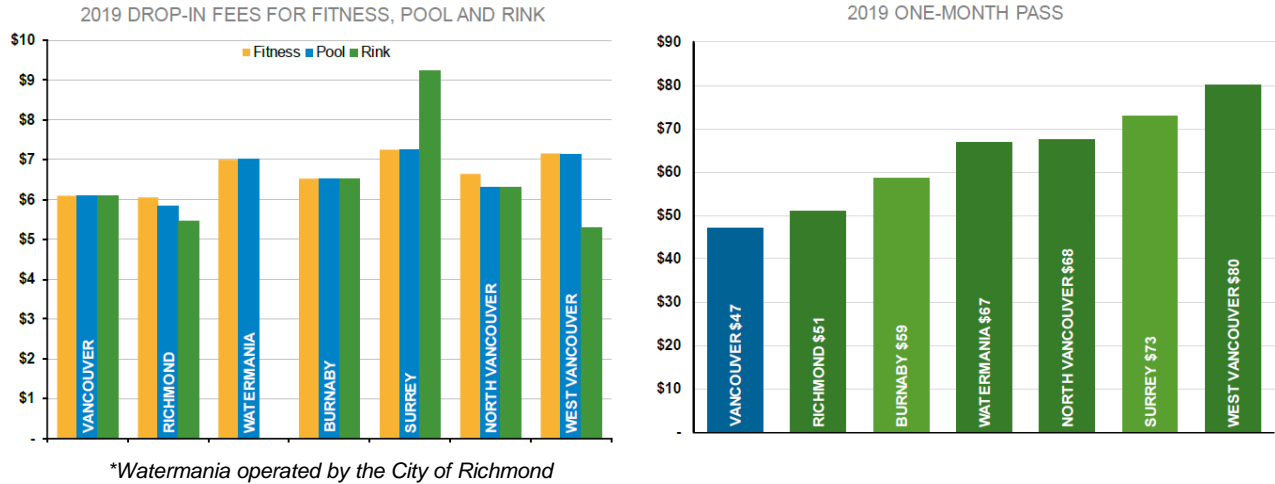 2019 DROP-IN FEES FOR FITNESS, POOL AND RINK
$10
$9
$8
$7
$6
$5
$4
$3
$2
$1
-
Fitness Pool Rink
VANCOUVER
RICHMOND
WATERMANIA
BURNABY
SURREY
NORTH VANCOUVER
WEST VANCOUVER
*Watermania operated by the City of Richmond
2019 ONE-MONTH PASS
$90
$80
$70
$60
$50
$40
$30
$20
$10
-
VANCOUVER $47
RICHMOND $51
BURNABY $59
WATERMANIA $67
NORTH VANCOUVER $68
SURREY $73
WEST VANCOUVER $80